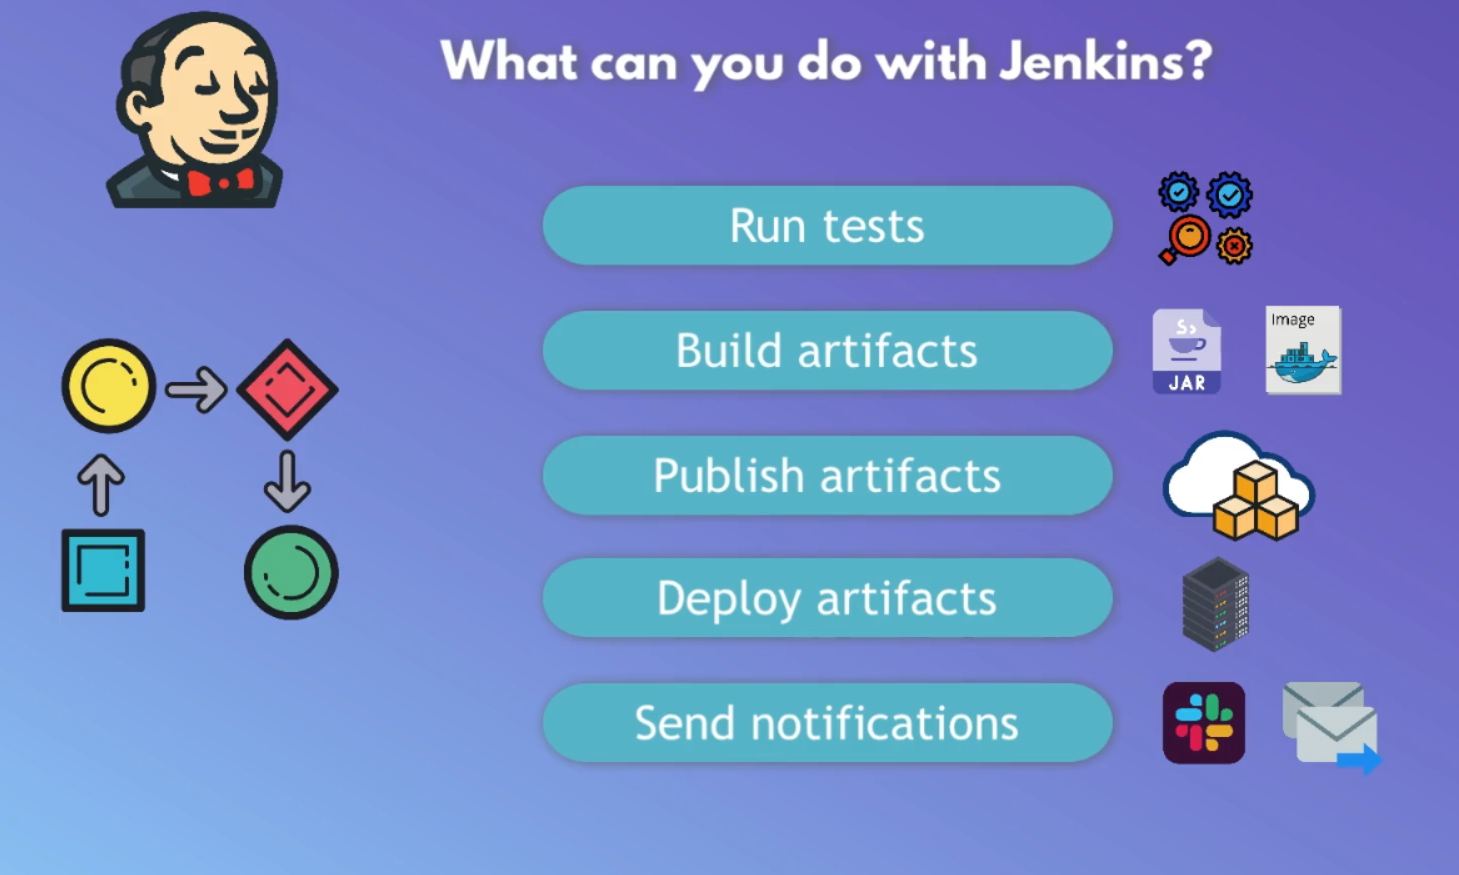 What can you do with Jenkins?
Run tests
Build artifacts
JAR
Image
Publish artifacts
Deploy artifacts
Send notifications